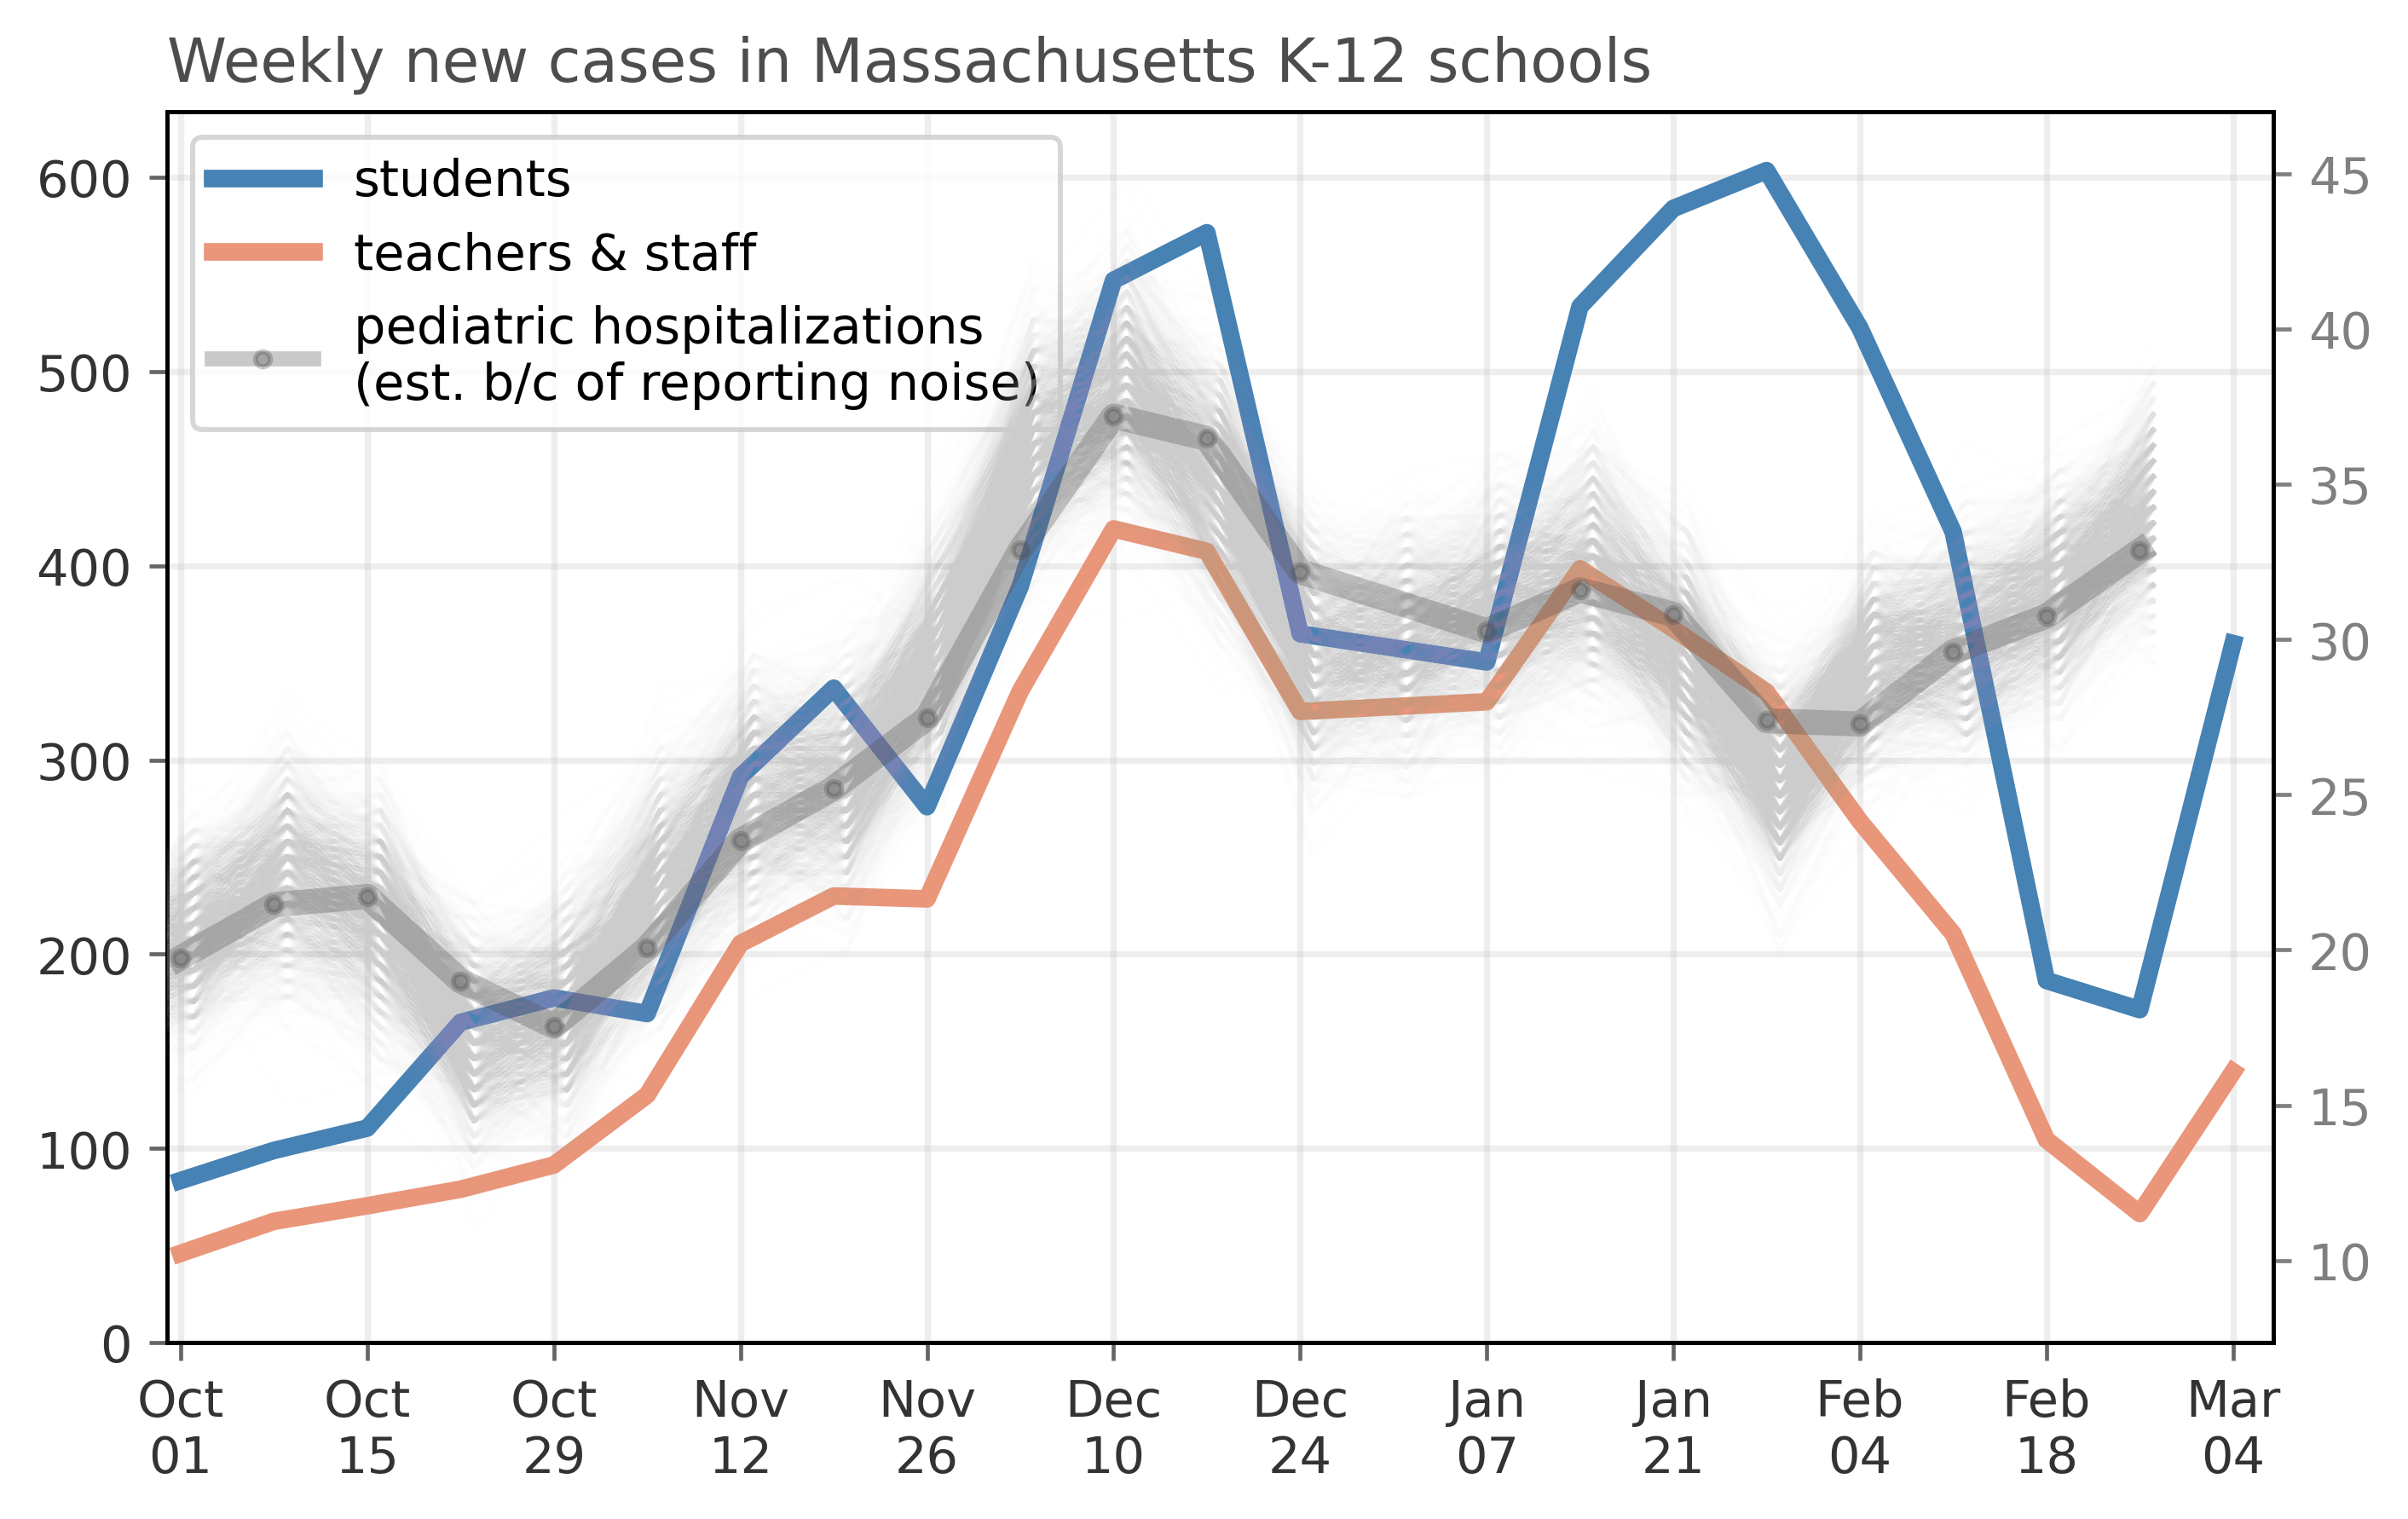 Weekly new cases in Massachusetts K-12 schools
students
teachers & staff
pediatric hospitalizations
(est. b/c of reporting noise)
600
500
400
300
200
100
0
45
40
35
30
25
20
15
10
Oct
01
Oct
15
Oct
29
Nov
12
Nov
26
Dec
10
Dec
24
Jan
07
Jan
21
Feb
04
Feb
18
Mar
04